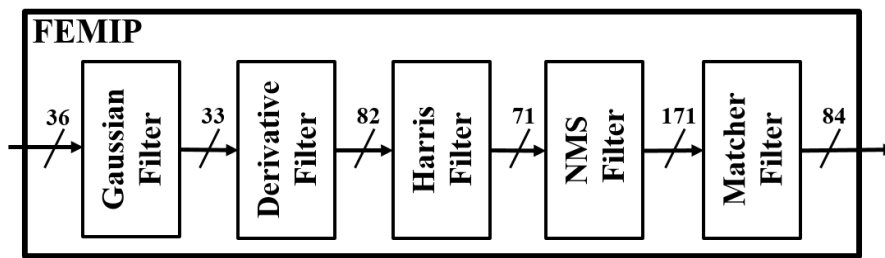 FEMIP
36
Gaussian
Filter
33
Derivative
Filter
82
Harris
Filter
71
NMS
Filter
171
Matcher
Filter
84